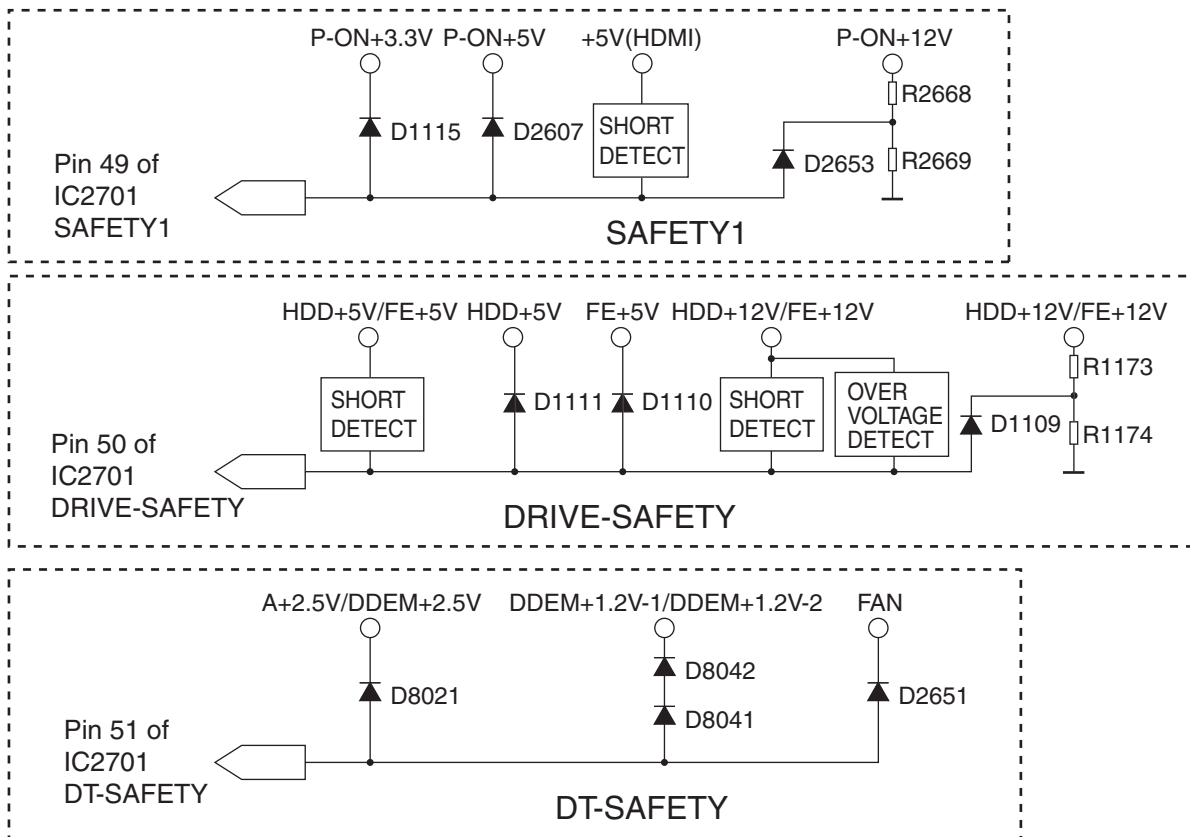 P-ON+3.3V P-ON+5V +5V(HDMI) P-ON+12V
R2668
D1115 D2607 SHORT DETECT D2653 R2669
Pin 49 of
IC2701
SAFETY1
SAFETY1
HDD+5V/FE+5V HDD+5V FE+5V HDD+12V/FE+12V HDD+12V/FE+12V
R1173
SHORT DETECT D1111 D1110 SHORT DETECT OVER VOLTAGE DETECT D1109 R1174
Pin 50 of
IC2701
DRIVE-SAFETY
DRIVE-SAFETY
A+2.5V/DDEM+2.5V DDEM+1.2V-1/DDEM+1.2V-2 FAN
D8042
D8021 D2651
D8041
Pin 51 of
IC2701
DT-SAFETY
DT-SAFETY